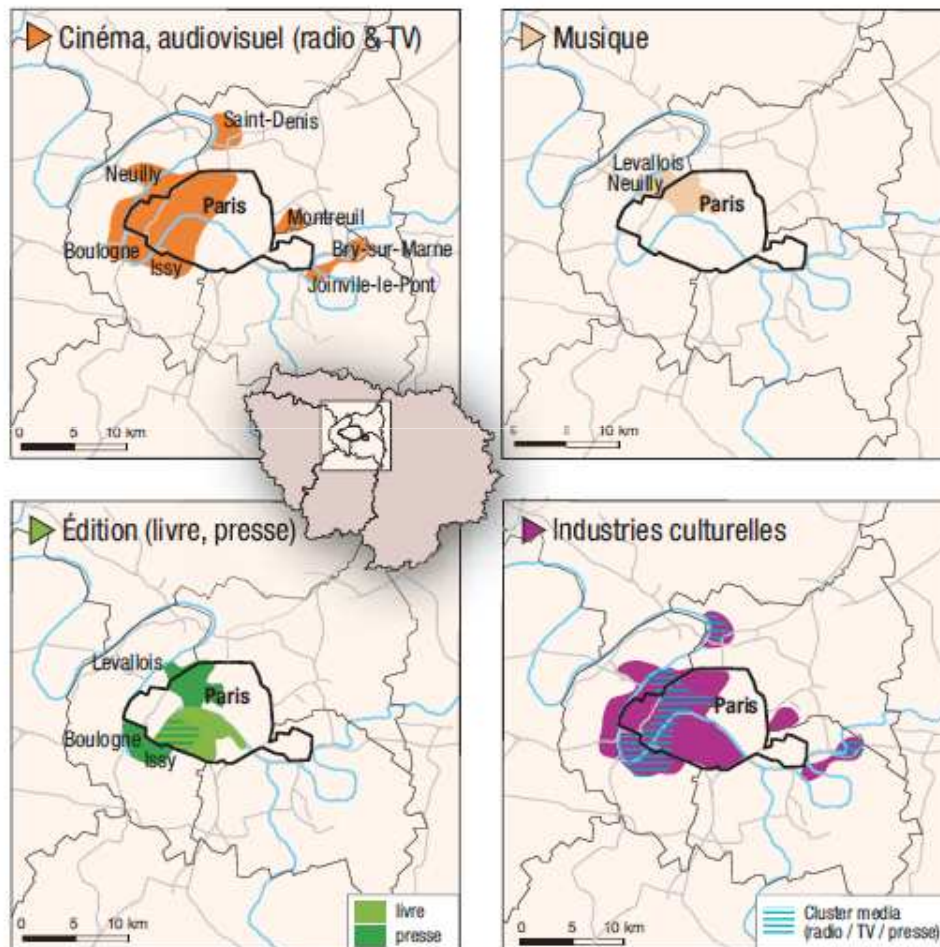 Cinéma, audiovisuel (radio & TV)
Saint-Denis
Neuilly
Paris
Montreuil
Bry-sur-Marne
Boulogne
Issy
Joinvile-le-Pont
0 5 10 km
Musique
Levallois
Neuilly
Paris
10 km
Édition (livre, presse)
Levallois
Paris
Boulogne
Issy
0 5 10 km
livre
presse
Industries culturelles
Paris
0 5 10 km
Cluster media
(radio / TV / presse)